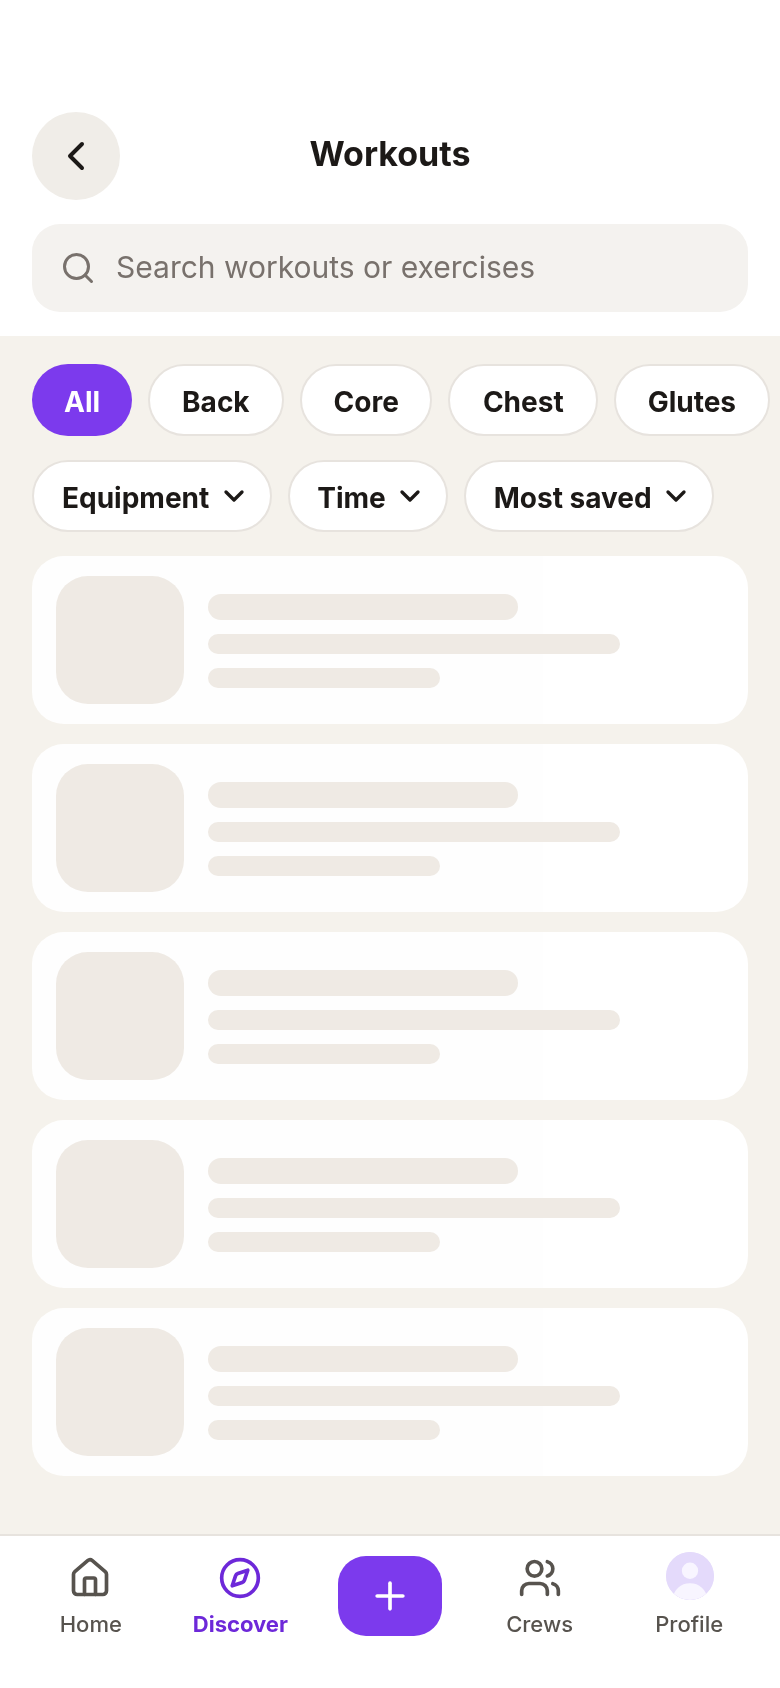 Workouts
Search workouts or exercises
All Back Core Chest Glutes
Equipment Time Most saved
Home Discover Crews Profile